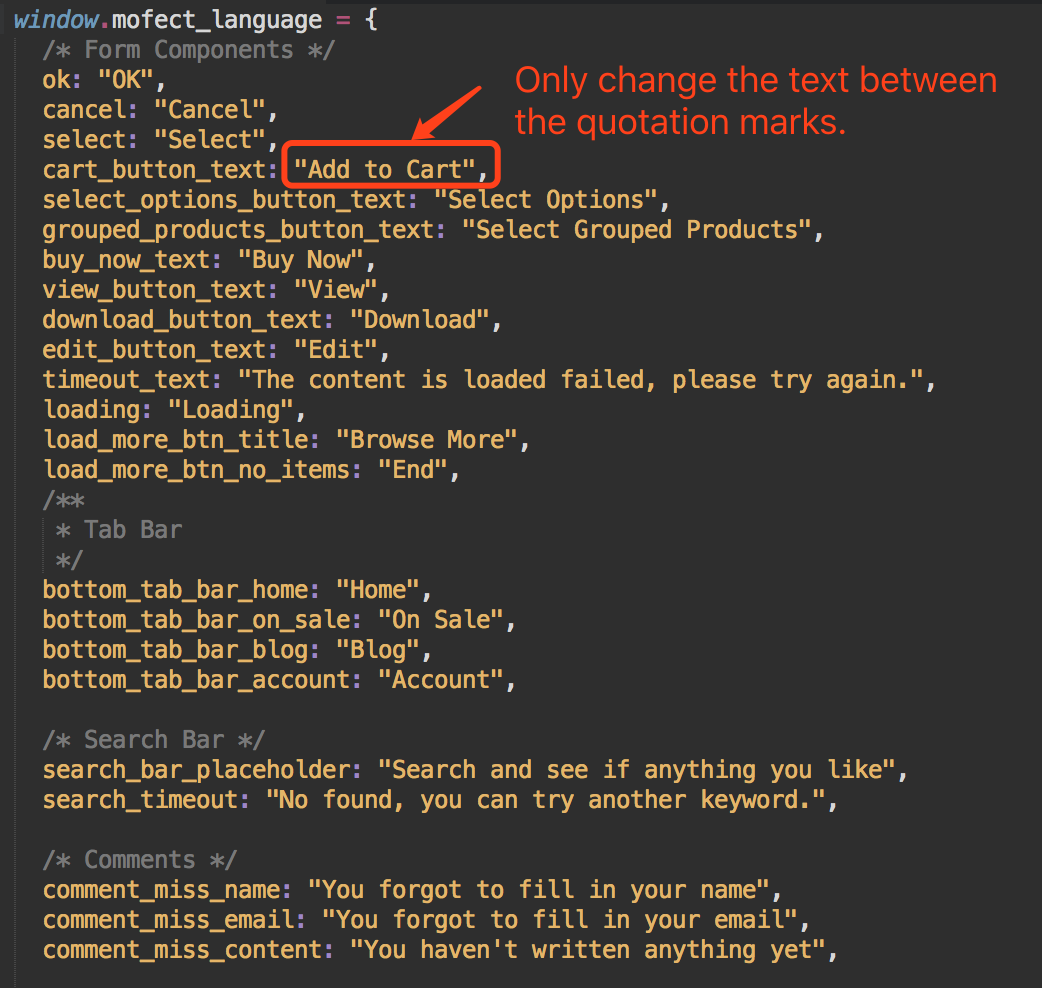 window.mofect_language = {
/* Form Components */
ok: "OK",
Only change the text between
the quotation marks.
cancel: "Cancel",
select: "Select",
cart_button_text: "Add to Cart",
select_options_button_text: "Select Options",
grouped_products_button_text: "Select Grouped Products",
buy_now_text: "Buy Now",
view_button_text: "View",
download_button_text: "Download",
edit_button_text: "Edit",
timeout_text: "The content is loaded failed, please try again.",
loading: "Loading",
load_more_btn_title: "Browse More",
load_more_btn_no_items: "End",
/**
* Tab Bar
*/
bottom_tab_bar_home: "Home",
bottom_tab_bar_on_sale: "On Sale",
bottom_tab_bar_blog: "Blog",
bottom_tab_bar_account: "Account",
/* Search Bar */
search_bar_placeholder: "Search and see if anything you like",
search_timeout: "No found, you can try another keyword.",
/* Comments */
comment_miss_name: "You forgot to fill in your name",
comment_miss_email: "You forgot to fill in your email",
comment_miss_content: "You haven't written anything yet",